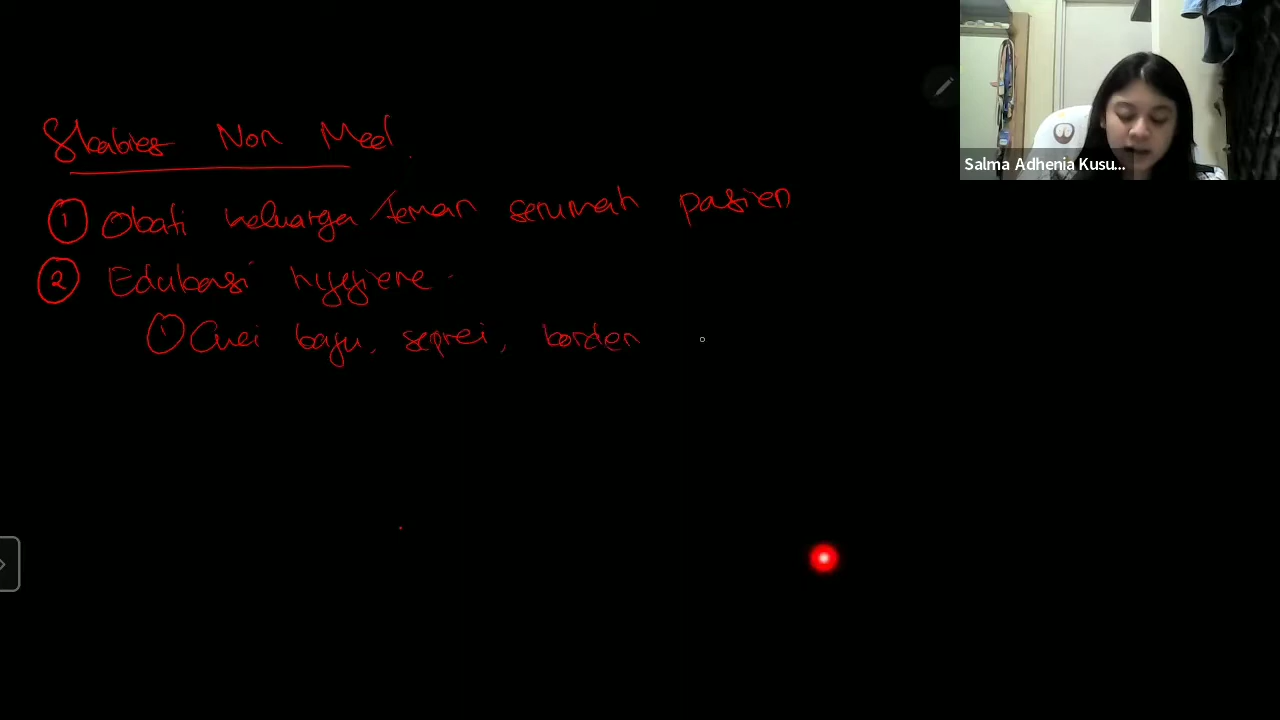 Skabies Non Med.
① Obati keluarga/teman serumah pasien
② Edukasi hygiene.
① Cuci baju, seprei, borden
Salma Adhenia Kusu...